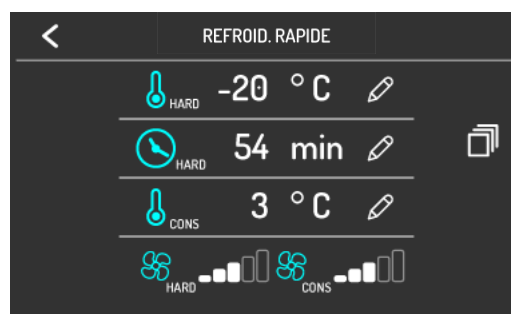 REFROID. RAPIDE
HARD -20 °C
HARD 54 min
CONS 3 °C
HARD CONS